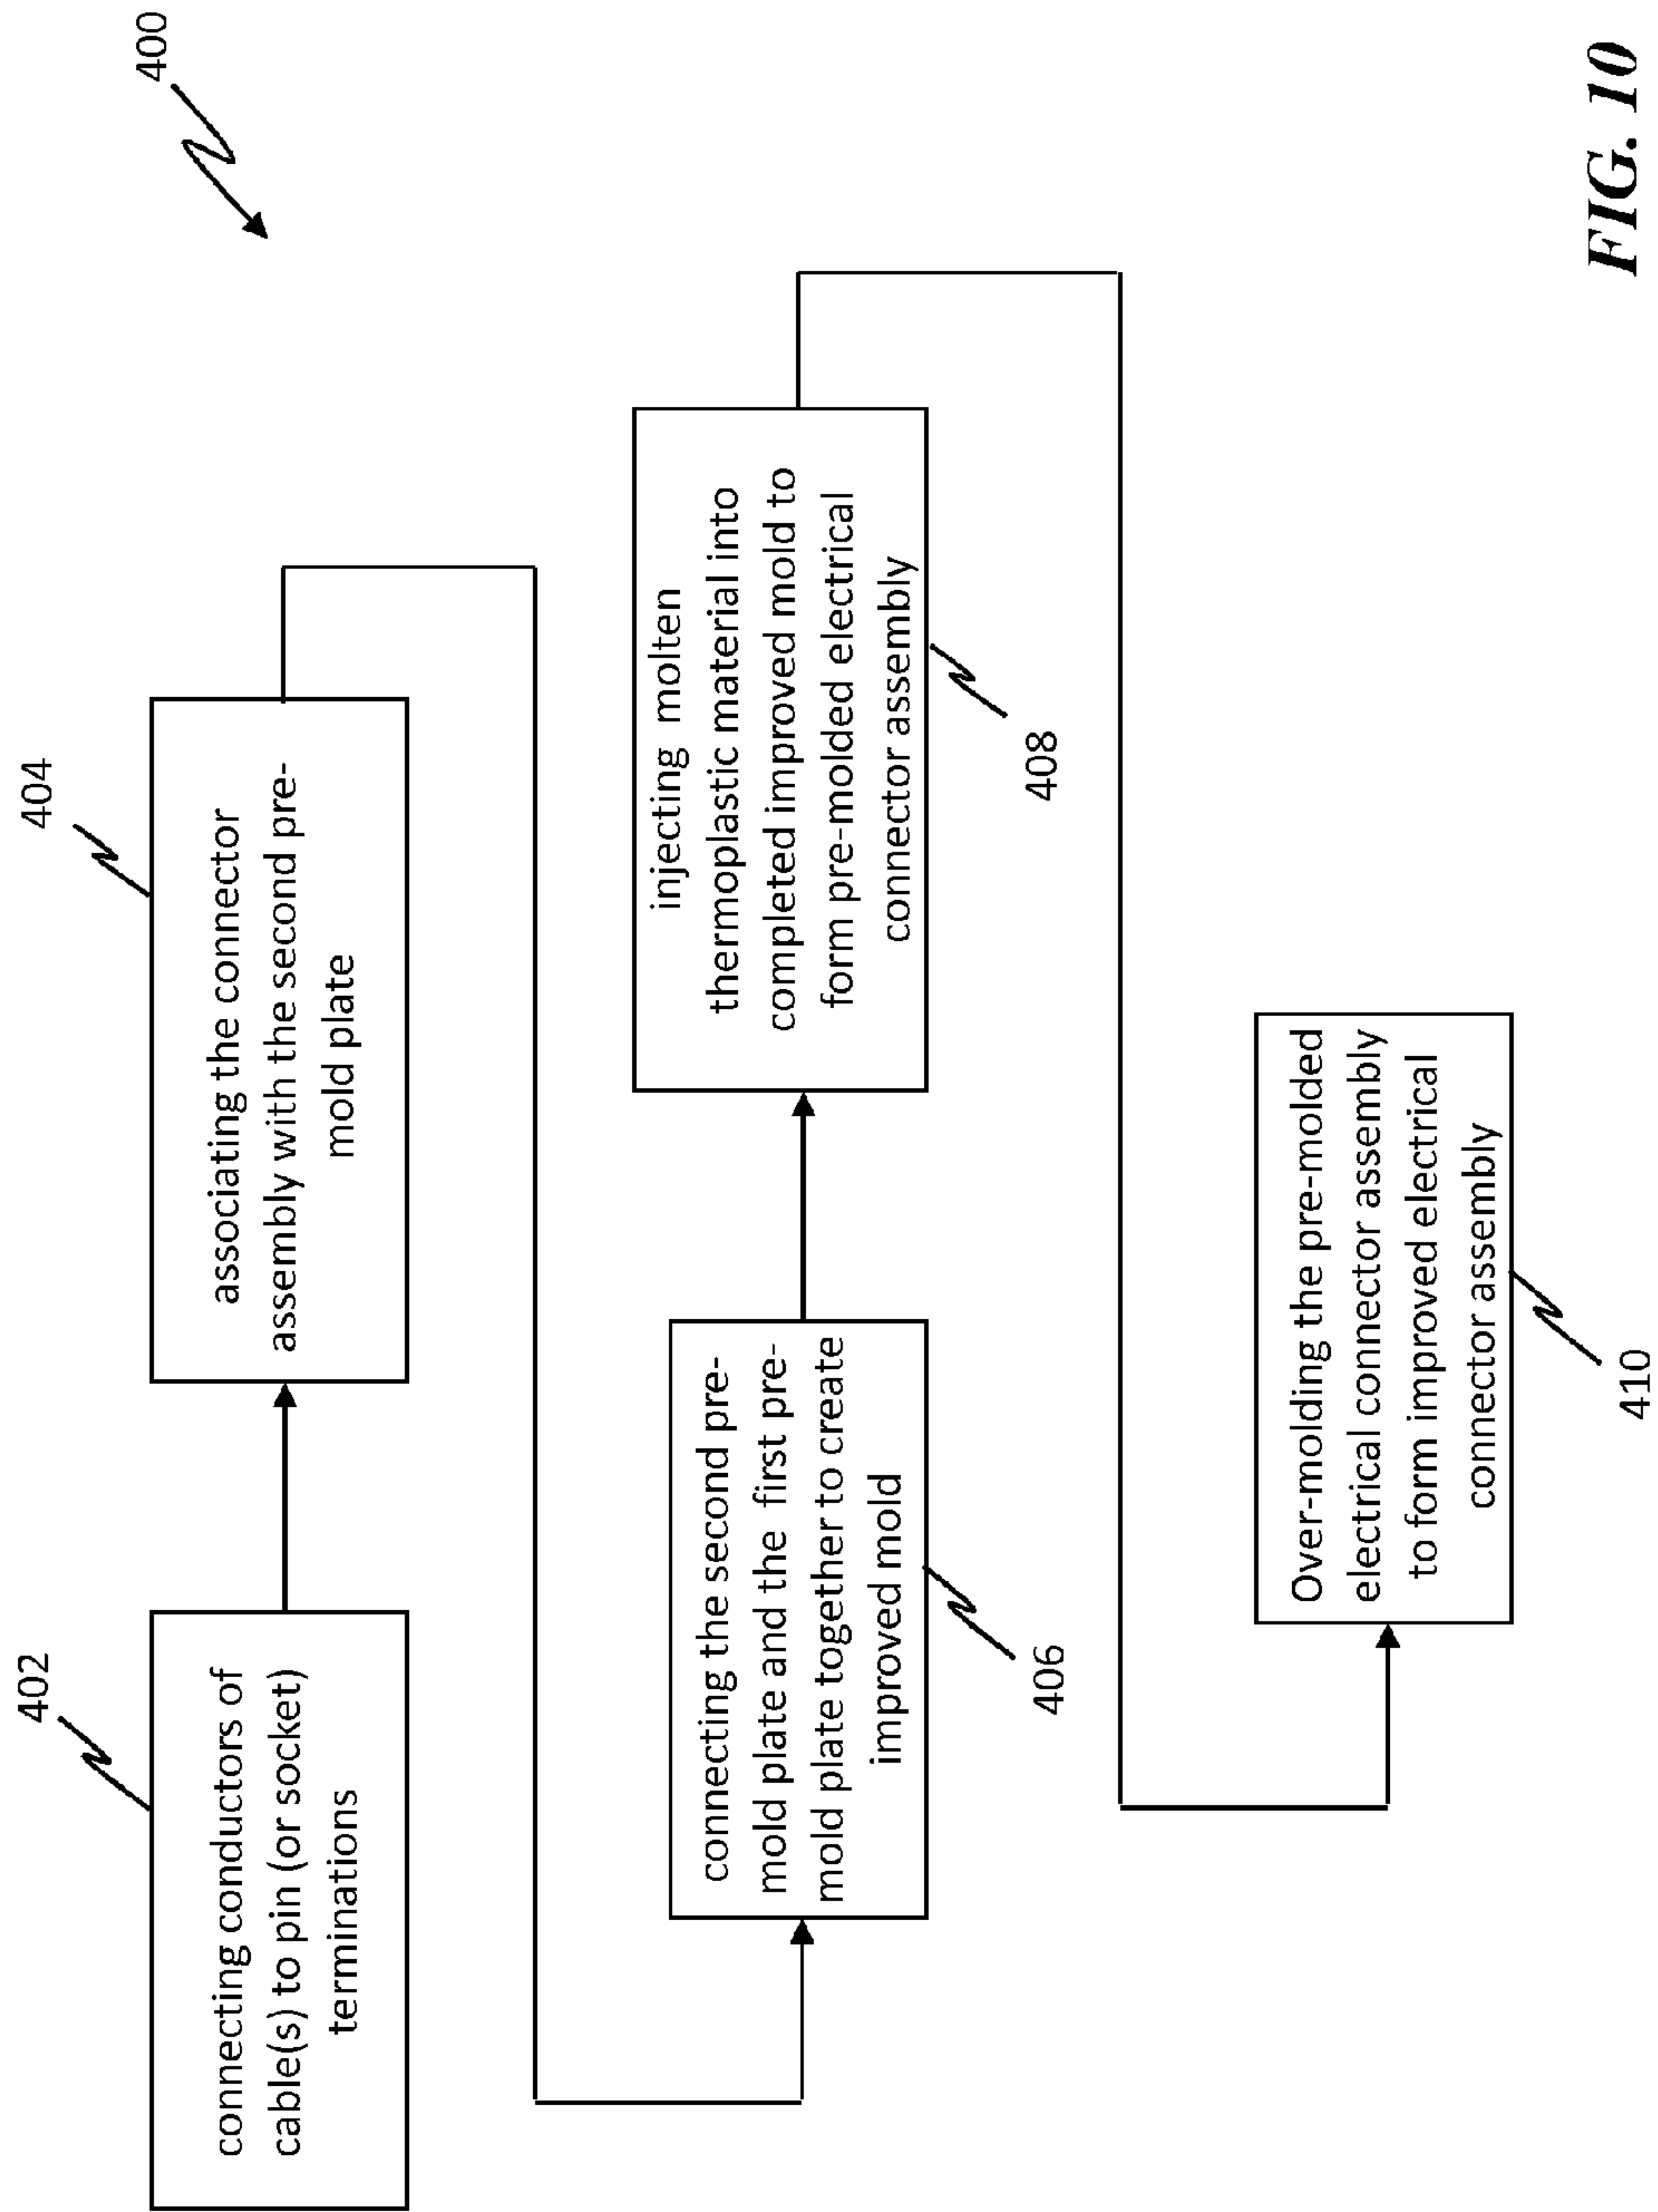 400
402
connecting conductors of
cable(s) to pin (or socket)
terminations
404
associating the connector
assembly with the second pre-
mold plate
connecting the second pre-
mold plate and the first pre-
mold plate together to create
improved mold
406
injecting molten
thermoplastic material into
completed improved mold to
form pre-molded electrical
connector assembly
408
Over-molding the pre-molded
electrical connector assembly
to form improved electrical
connector assembly
410
FIG. 10